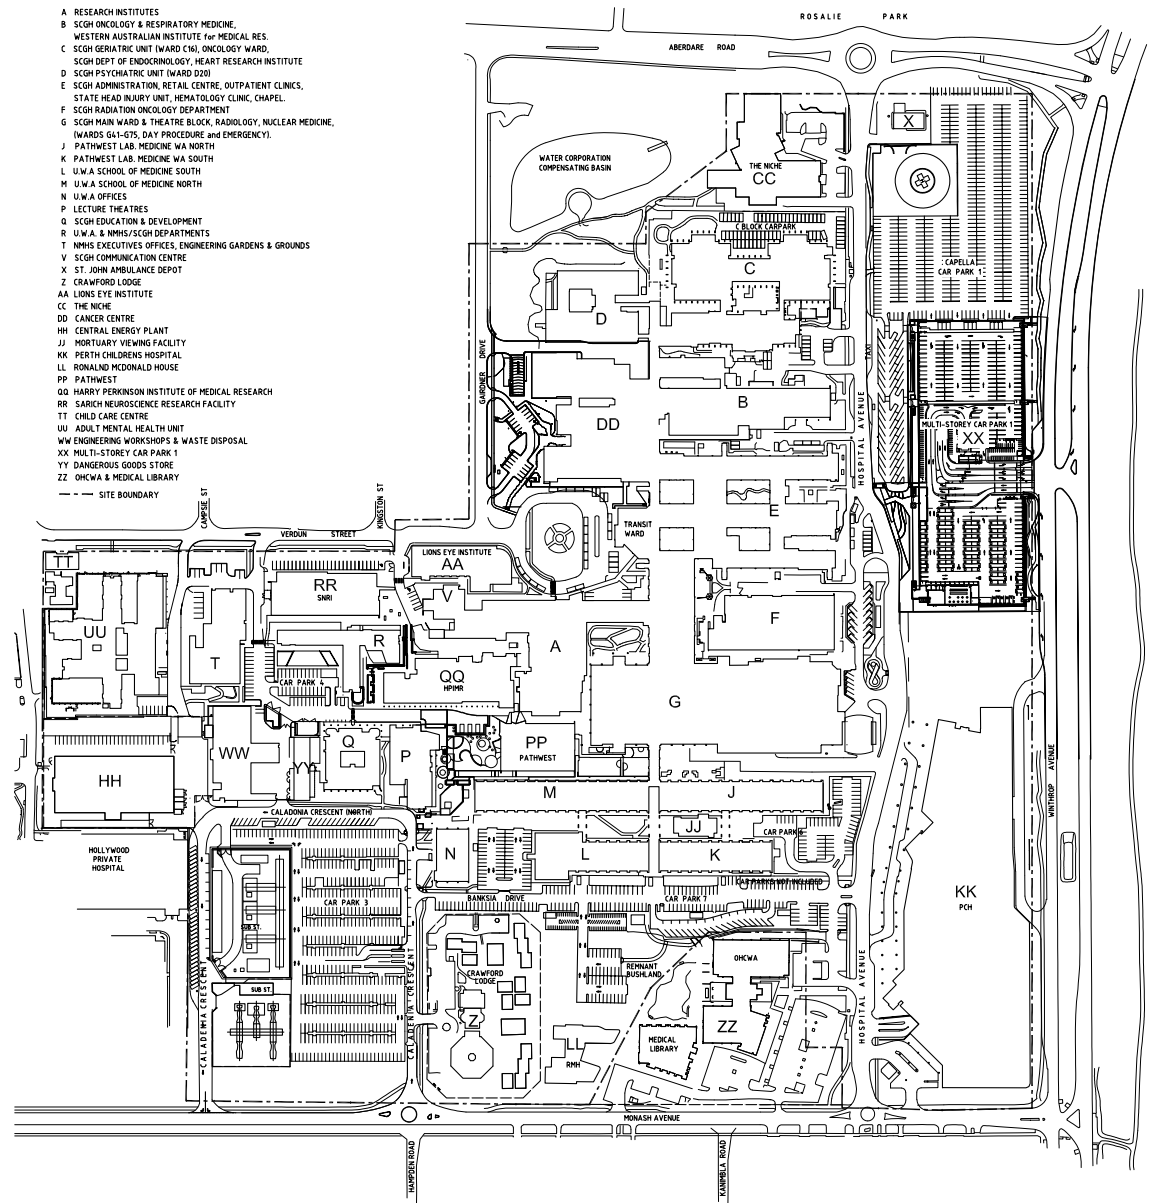 A RESEARCH INSTITUTES
B SCGH ONCOLOGY & RESPIRATORY MEDICINE,
WESTERN AUSTRALIAN INSTITUTE for MEDICAL RES.
C SCGH GERIATRIC UNIT (WARD C16), ONCOLOGY WARD,
SCGH DEPT OF ENDOCRINOLOGY, HEART RESEARCH INSTITUTE
D SCGH PSYCHIATRIC UNIT (WARD D20)
E SCGH ADMINISTRATION, RETAIL CENTRE, OUTPATIENT CLINICS,
STATE HEAD INJURY UNIT, HEMATOLOGY CLINIC, CHAPEL.
F SCGH RADIATION ONCOLOGY DEPARTMENT
G SCGH MAIN WARD & THEATRE BLOCK, RADIOLOGY, NUCLEAR MEDICINE,
(WARDS G41-G75, DAY PROCEDURE and EMERGENCY).
J PATHWEST LAB. MEDICINE WA NORTH
K PATHWEST LAB. MEDICINE WA SOUTH
L U.W.A SCHOOL OF MEDICINE SOUTH
M U.W.A SCHOOL OF MEDICINE NORTH
N U.W.A OFFICES
P LECTURE THEATRES
Q SCGH EDUCATION & DEVELOPMENT
R U.W.A. & NMHS/SCGH DEPARTMENTS
T NMHS EXECUTIVES OFFICES, ENGINEERING GARDENS & GROUNDS
V SCGH COMMUNICATION CENTRE
X ST. JOHN AMBULANCE DEPOT
Z CRAWFORD LODGE
AA LIONS EYE INSTITUTE
CC THE NICHE
DD CANCER CENTRE
HH CENTRAL ENERGY PLANT
JJ MORTUARY VIEWING FACILITY
KK PERTH CHILDRENS HOSPITAL
LL RONALND MCDONALD HOUSE
PP PATHWEST
QQ HARRY PERKINSON INSTITUTE OF MEDICAL RESEARCH
RR SARICH NEUROSCIENCE RESEARCH FACILITY
TT CHILD CARE CENTRE
UU ADULT MENTAL HEALTH UNIT
WW ENGINEERING WORKSHOPS & WASTE DISPOSAL
XX MULTI-STOREY CAR PARK 1
YY DANGEROUS GOODS STORE
ZZ OHCWA & MEDICAL LIBRARY
SITE BOUNDARY
ROSALIE PARK
ABERDARE ROAD
X
WATER CORPORATION
COMPENSATING BASIN
THE NICHE
CC
C BLOCK CARPARK
C
CAPELLA
CAR PARK 1
D
TAXI
GAIRDNER DRIVE
B
DD
HOSPITAL AVENUE
MULTI-STOREY CAR PARK 1
XX
E
TRANSIT
WARD
CAMPSIE ST
KINGSTON ST
VERDUN STREET
LIONS EYE INSTITUTE
AA
TT
RR
SNRI
V
F
UU
R
T
A
QQ
HPIMR
CAR PARK 4
G
WW
Q
P
PP
PATHWEST
YY
HH
WINTHROP AVENUE
M
J
CALADONIA CRESCENT (NORTH)
JJ
CAR PARK 6
HOLLYWOOD
PRIVATE
HOSPITAL
N
L
K
CAR PARKS NOT INCLUDED
KK
PCH
CAR PARK 3
BANKSIA DRIVE
CAR PARK 7
SUB ST.
OHCWA
REMNANT
BUSHLAND
CRAWFORD
LODGE
SUB ST.
CALADENIA CRESCENT
CALADENIA CRESCENT
HOSPITAL AVENUE
Z
ZZ
MEDICAL
LIBRARY
RMH
MONASH AVENUE
HAMPDEN ROAD
KANIMBLA ROAD